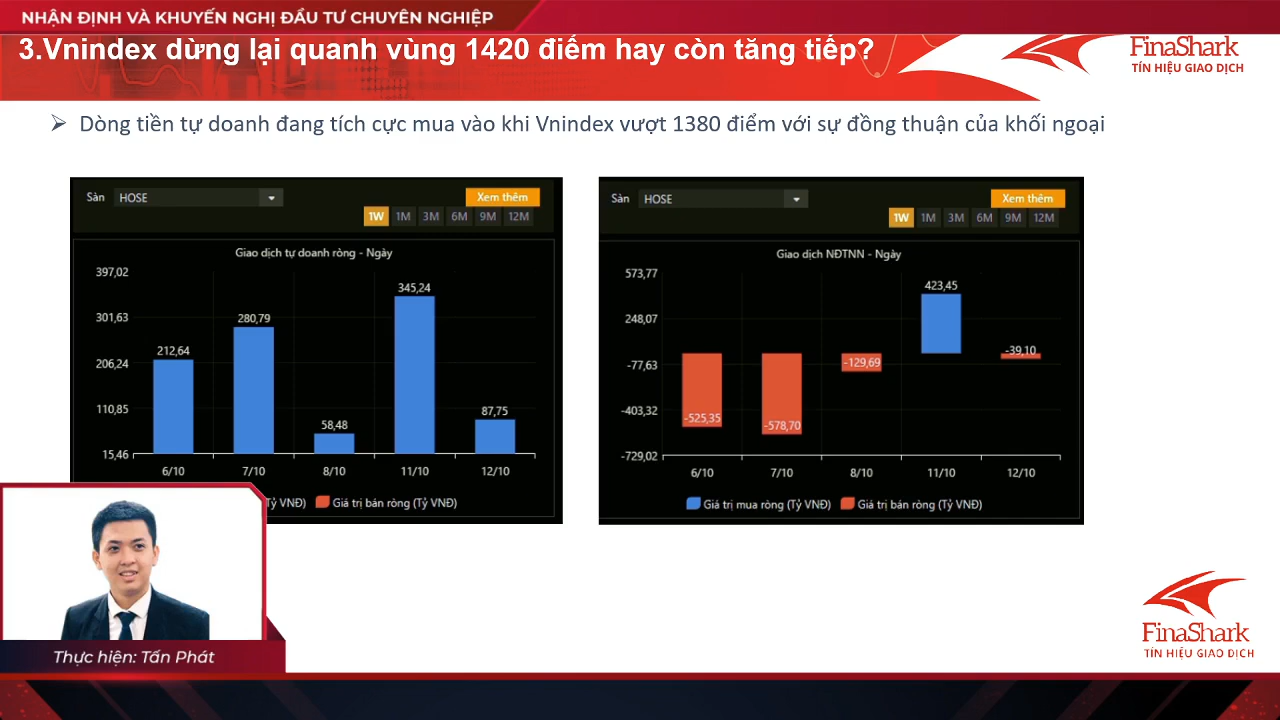 NHẬN ĐỊNH VÀ KHUYẾN NGHỊ ĐẦU TƯ CHUYÊN NGHIỆP
3.Vnindex dừng lại quanh vùng 1420 điểm hay còn tăng tiếp?
FinaShark
TÍN HIỆU GIAO DỊCH
➢ Dòng tiền tự doanh đang tích cực mua vào khi Vnindex vượt 1380 điểm với sự đồng thuận của khối ngoại
Sàn HOSE Xem thêm
1W 1M 3M 6M 9M 12M
Giao dịch tự doanh ròng - Ngày
397,02
301,63
206,24
110,85
15,46
212,64
280,79
58,48
345,24
87,75
6/10 7/10 8/10 11/10 12/10
Tỷ VNĐ) Giá trị bán ròng (Tỷ VNĐ)
Sàn HOSE Xem thêm
1W 1M 3M 6M 9M 12M
Giao dịch NĐTNN - Ngày
573,77
248,07
-77,63
-403,32
-729,02
-525,35
-578,70
-129,69
423,45
-39,10
6/10 7/10 8/10 11/10 12/10
Giá trị mua ròng (Tỷ VNĐ) Giá trị bán ròng (Tỷ VNĐ)
Thực hiện: Tấn Phát
FinaShark
TÍN HIỆU GIAO DỊCH